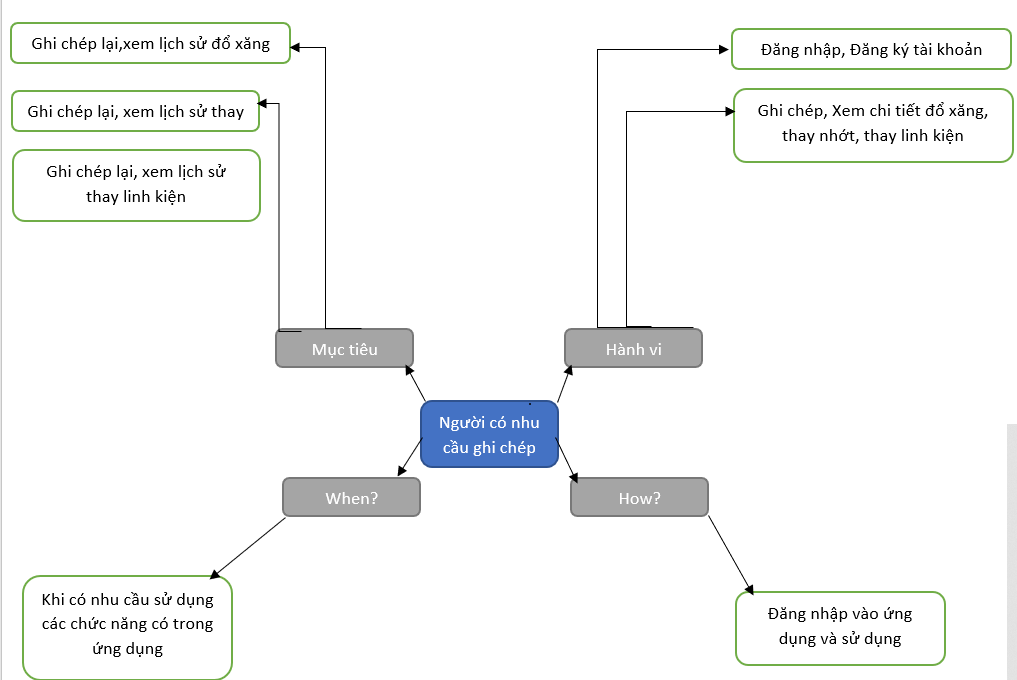 Ghi chép lại,xem lịch sử đổ xăng
Ghi chép lại, xem lịch sử thay
Ghi chép lại, xem lịch sử
thay linh kiện
Đăng nhập, Đăng ký tài khoản
Ghi chép, Xem chi tiết đổ xăng,
thay nhớt, thay linh kiện
Mục tiêu
Hành vi
Người có nhu
cầu ghi chép
When?
How?
Khi có nhu cầu sử dụng
các chức năng có trong
ứng dụng
Đăng nhập vào ứng
dụng và sử dụng